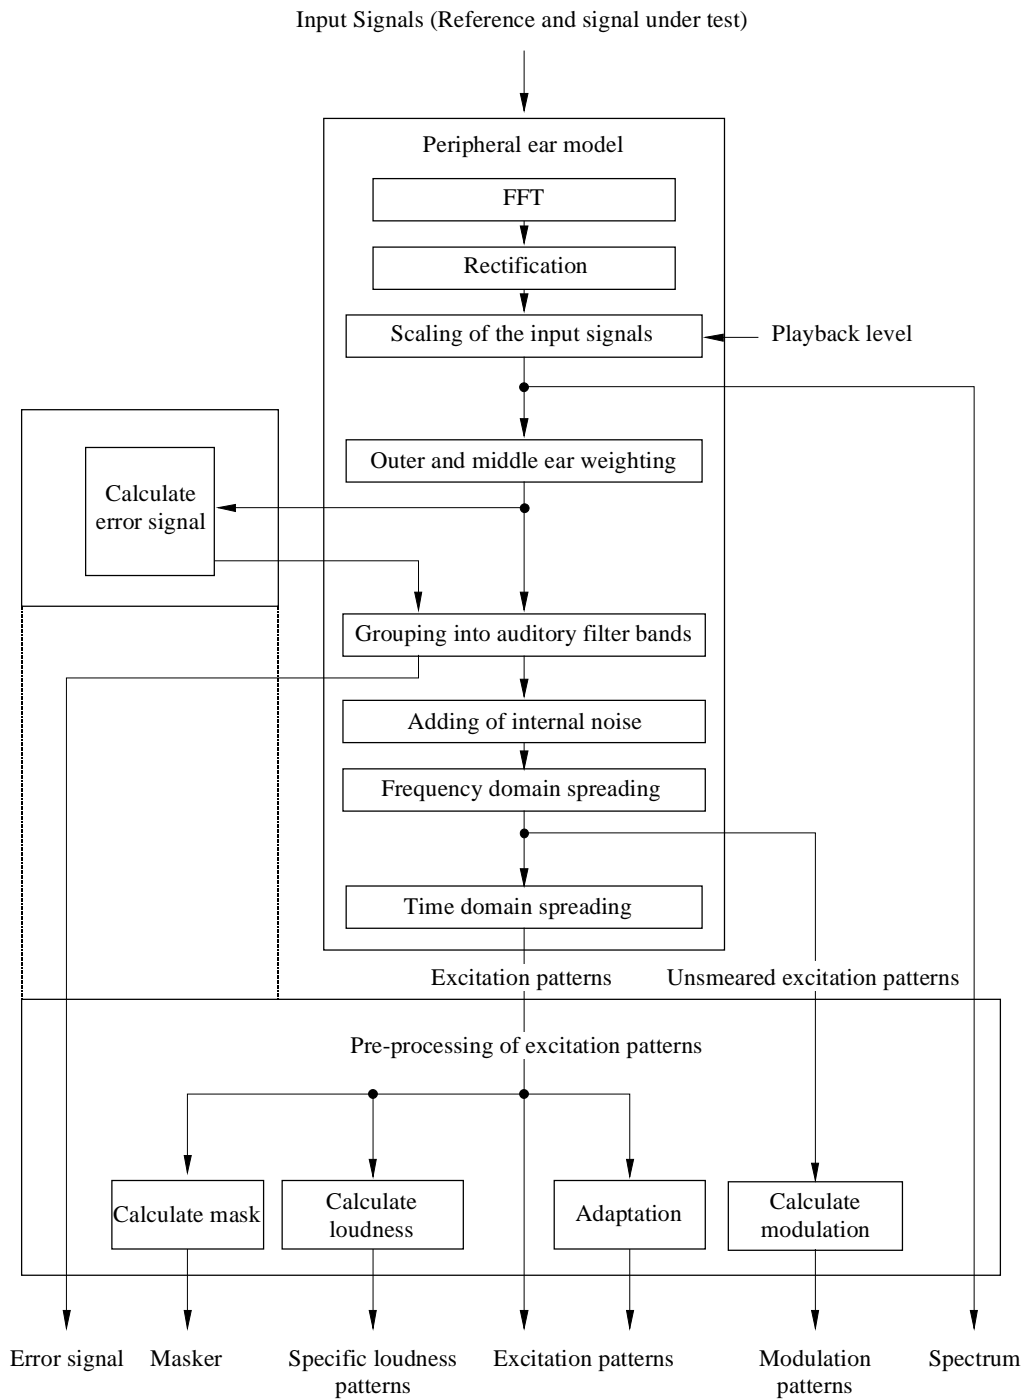 Input Signals (Reference and signal under test)
Peripheral ear model
FFT
Rectification
Scaling of the input signals
Playback level
Outer and middle ear weighting
Calculate
error signal
Grouping into auditory filter bands
Adding of internal noise
Frequency domain spreading
Time domain spreading
Excitation patterns
Unsmeared excitation patterns
Pre-processing of excitation patterns
Calculate mask
Calculate
loudness
Adaptation
Calculate
modulation
Error signal
Masker
Specific loudness
patterns
Excitation patterns
Modulation
patterns
Spectrum